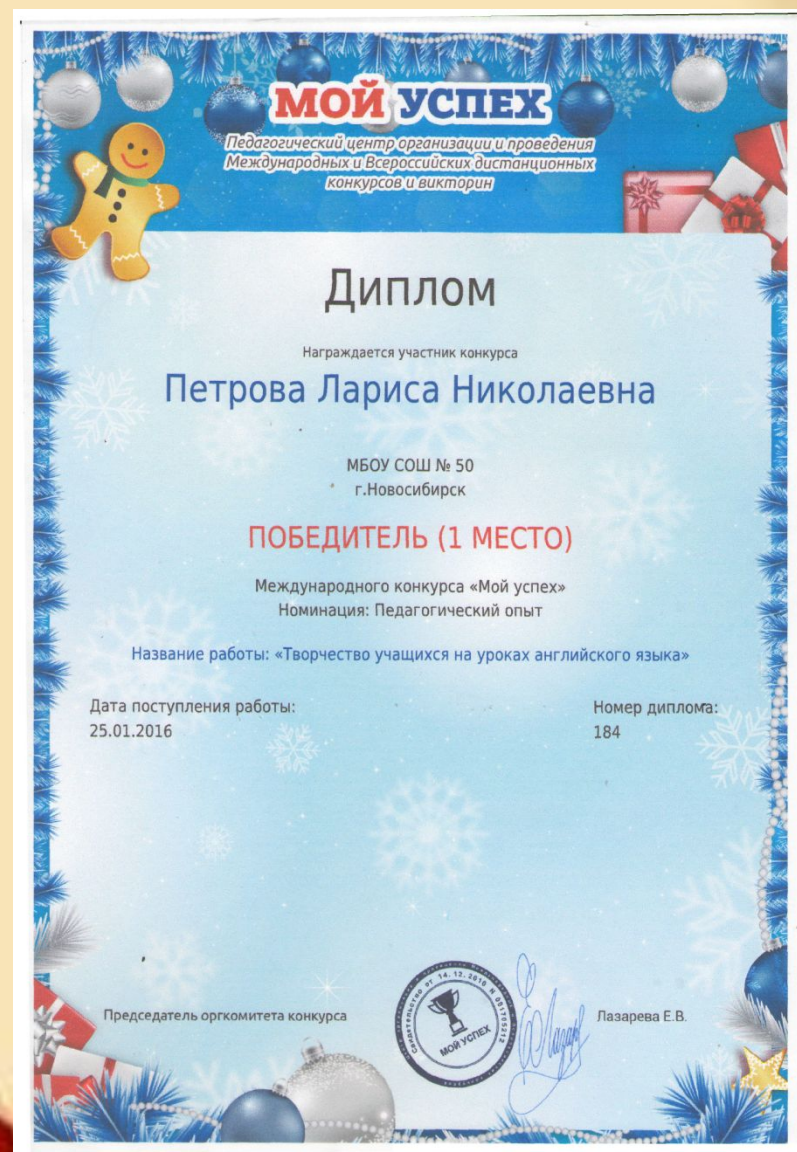 МОЙ УСПЕХ
Педагогический центр организации и проведения
Международных и Всероссийских дистанционных
конкурсов и викторин
Диплом
Награждается участник конкурса
Петрова Лариса Николаевна
МБОУ СОШ № 50
г.Новосибирск
ПОБЕДИТЕЛЬ (1 МЕСТО)
Международного конкурса «Мой успех»
Номинация: Педагогический опыт
Название работы: «Творчество учащихся на уроках английского языка»
Дата поступления работы:
25.01.2016
Номер диплома:
184
Председатель оргкомитета конкурса
МОЙ УСПЕХ
Лазарева Е.В.